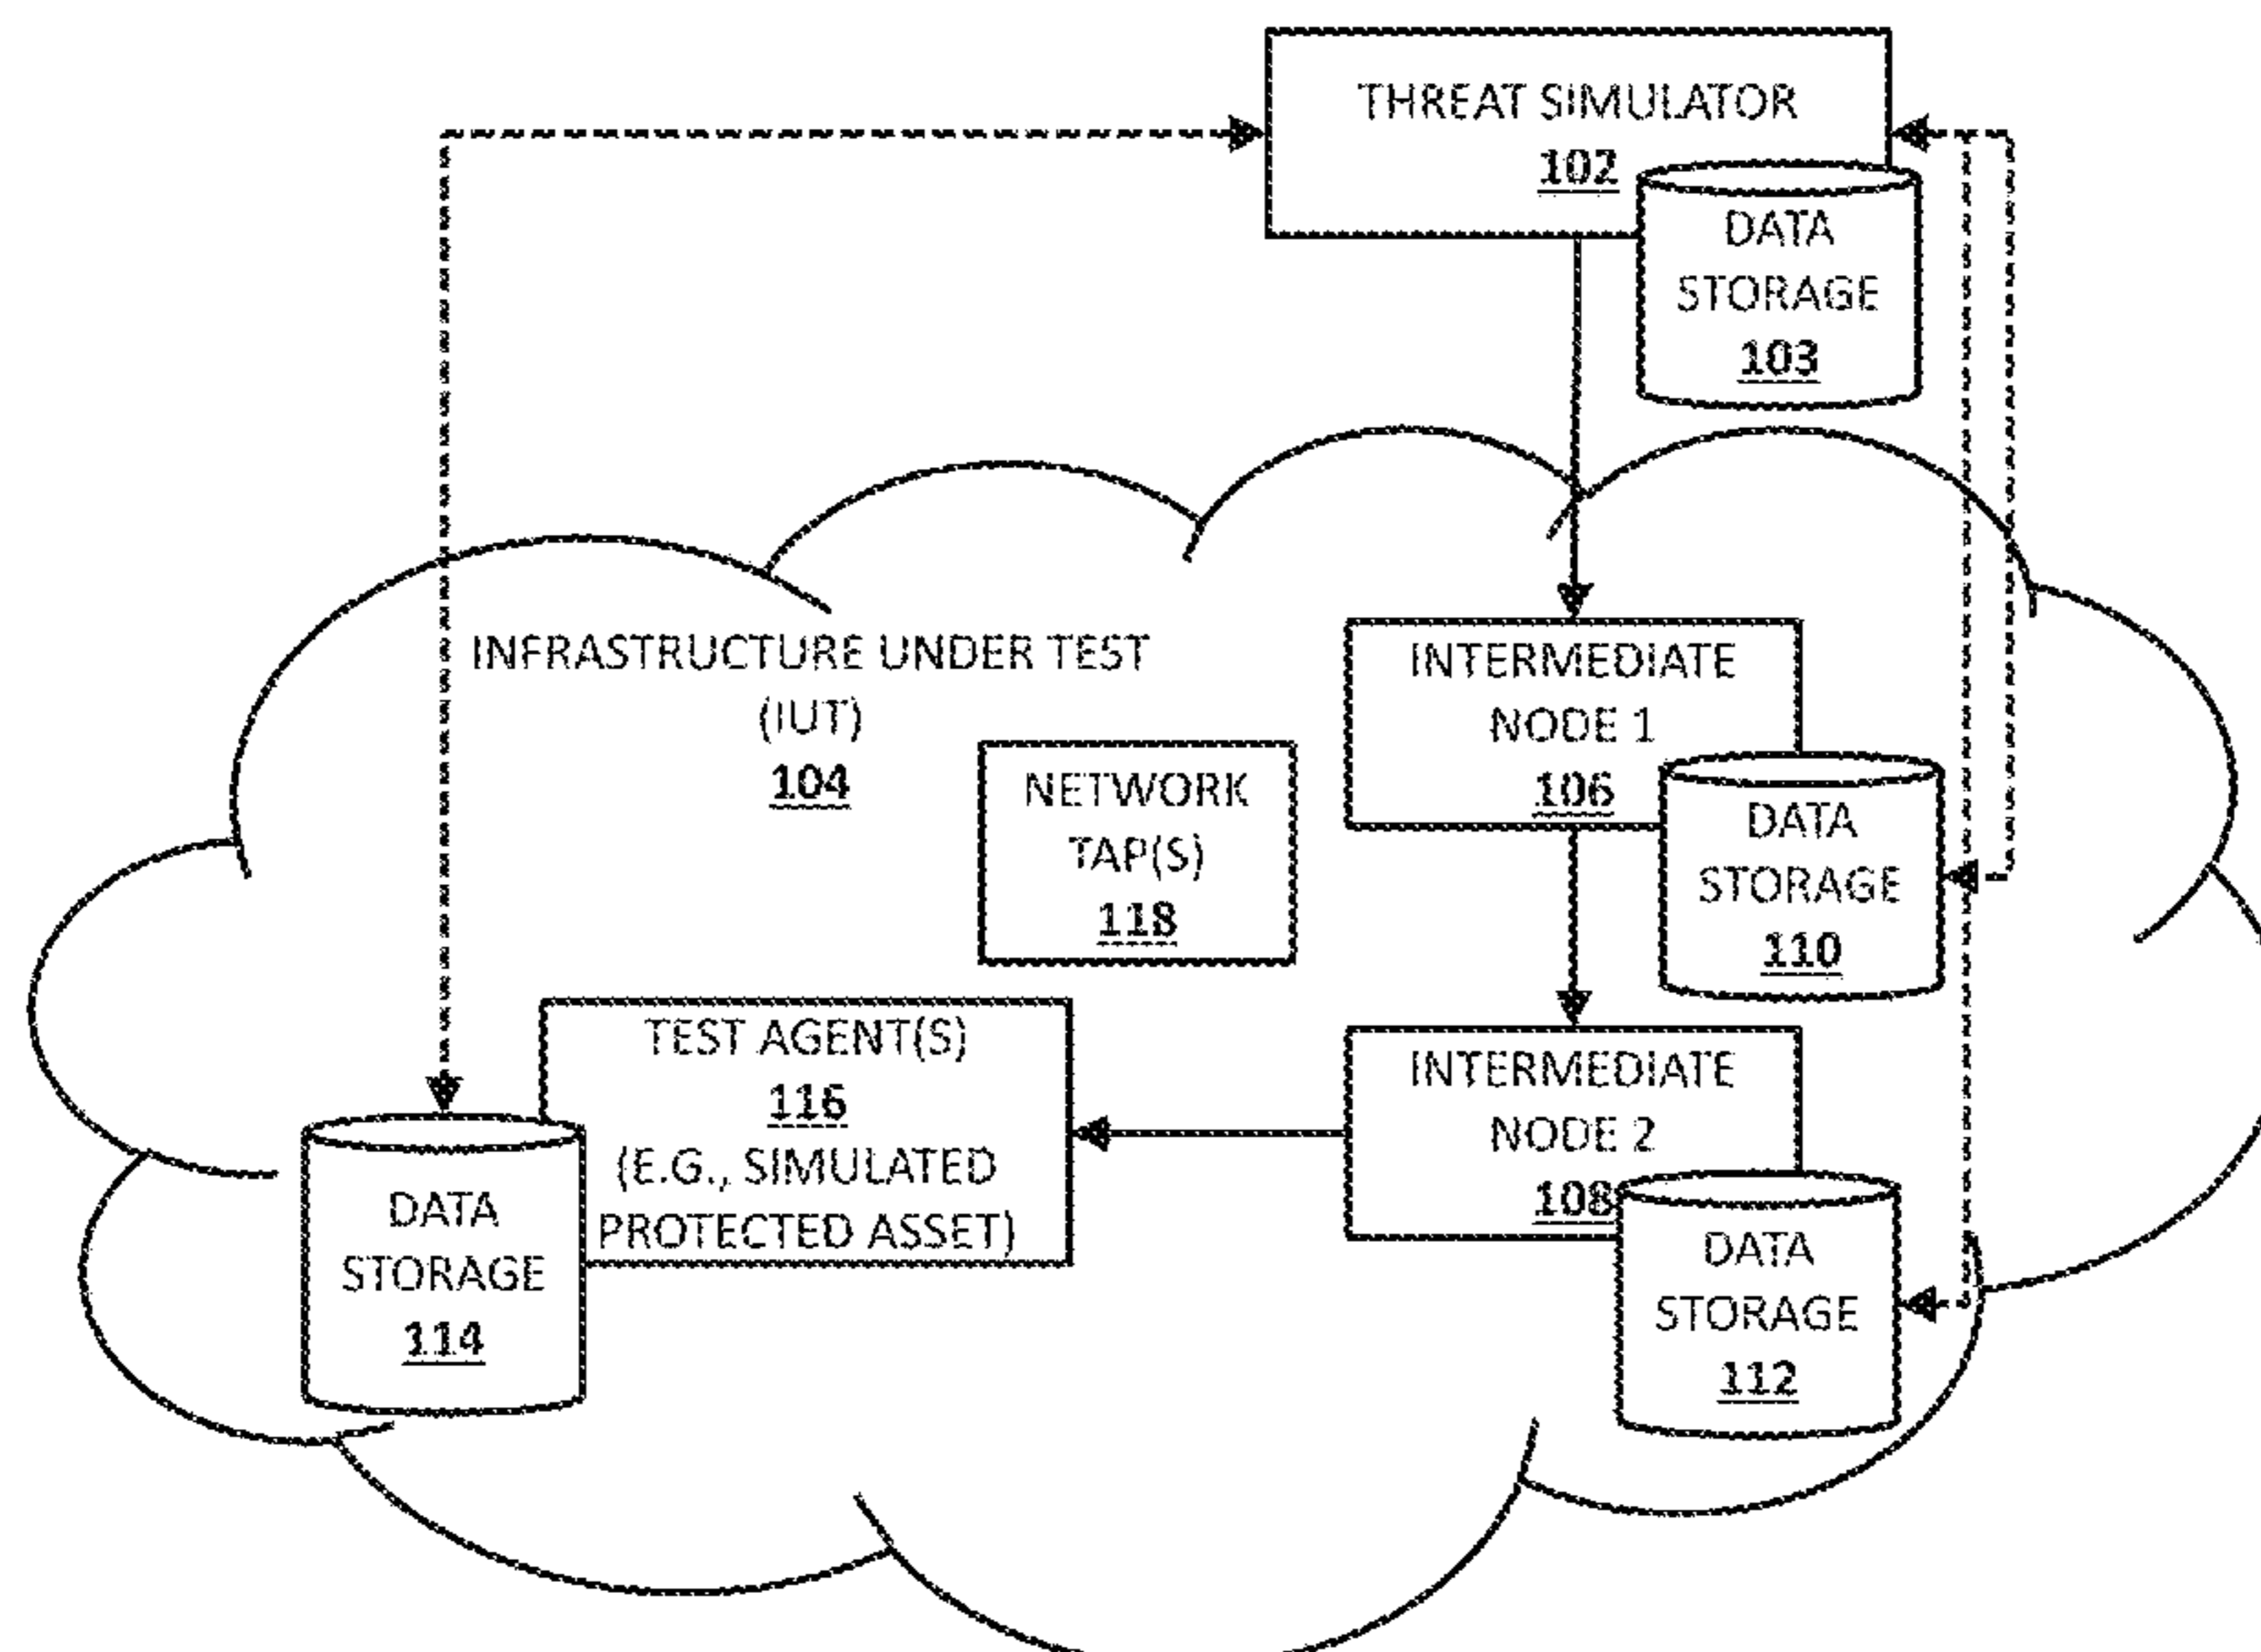 THREAT SIMULATOR
102
DATA
STORAGE
103
INFRASTRUCTURE UNDER TEST
(IUT)
104
INTERMEDIATE
NODE 1
106
DATA
STORAGE
110
NETWORK
TAP(S)
118
TEST AGENT(S)
116
(E.G., SIMULATED
PROTECTED ASSET)
DATA
STORAGE
114
INTERMEDIATE
NODE 2
108
DATA
STORAGE
112